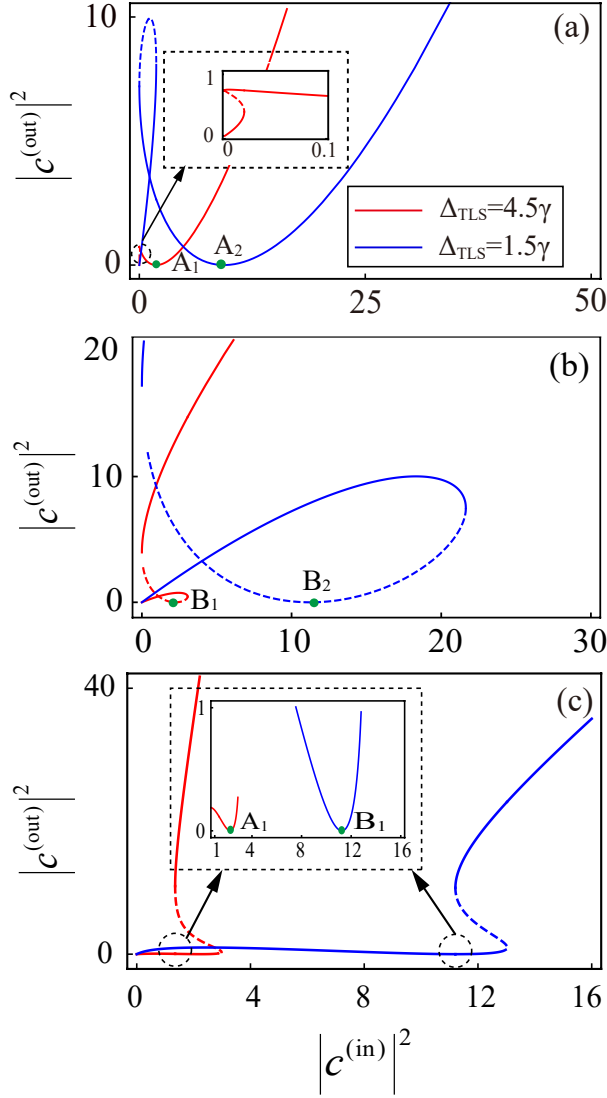 10
(a)
|c^(out)|^2
1
0
0
0.1
Δ_TLS=4.5γ
Δ_TLS=1.5γ
A_1
A_2
0
0
25
50
20
(b)
|c^(out)|^2
10
B_1
B_2
0
0
10
20
30
40
(c)
|c^(out)|^2
1
0
A_1
B_1
1
4
8
12
16
0
0
4
8
12
16
|c^(in)|^2